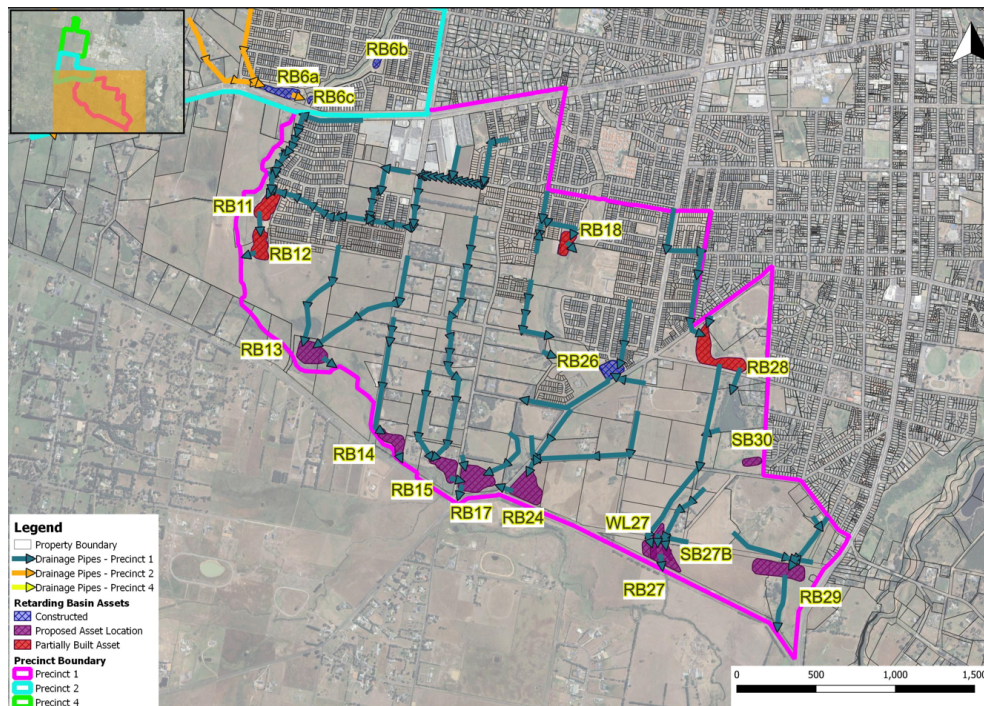 RB6b
RB6a
RB6c
RB11
RB18
RB12
RB13
RB26
RB28
SB30
RB14
RB15
RB17
RB24
WL27
SB27B
RB27
RB29
Legend
Property Boundary
Drainage Pipes - Precinct 1
Drainage Pipes - Precinct 2
Drainage Pipes - Precinct 4
Retarding Basin Assets
Constructed
Proposed Asset Location
Partially Built Asset
Precinct Boundary
Precinct 1
Precinct 2
Precinct 4
0 500 1,000 1,500